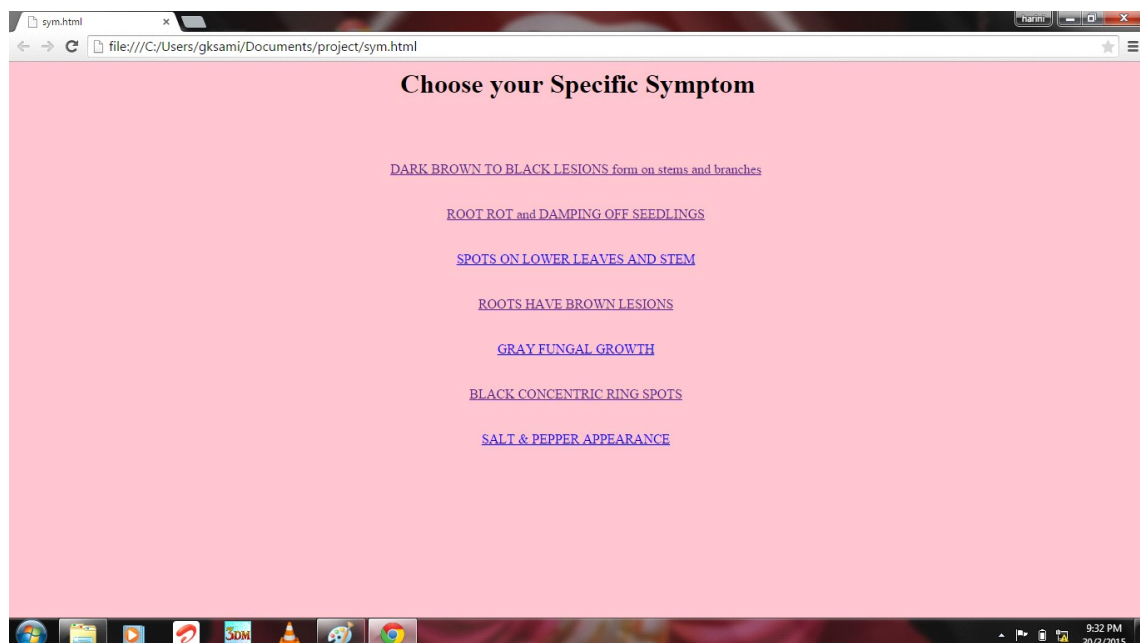 sym.html
harini
file:///C:/Users/gksami/Documents/project/sym.html
Choose your Specific Symptom
DARK BROWN TO BLACK LESIONS form on stems and branches
ROOT ROT and DAMPING OFF SEEDLINGS
SPOTS ON LOWER LEAVES AND STEM
ROOTS HAVE BROWN LESIONS
GRAY FUNGAL GROWTH
BLACK CONCENTRIC RING SPOTS
SALT & PEPPER APPEARANCE
3DM
9:32 PM